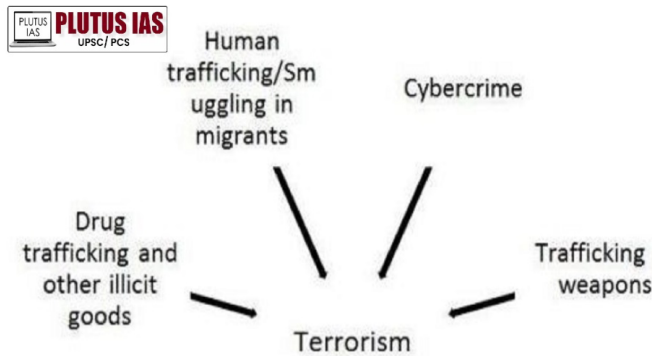 PLUTUS
IAS
PLUTUS IAS
UPSC/ PCS
Human
trafficking/Sm
uggling in
migrants
Cybercrime
Drug
trafficking and
other illicit
goods
Trafficking
weapons
Terrorism